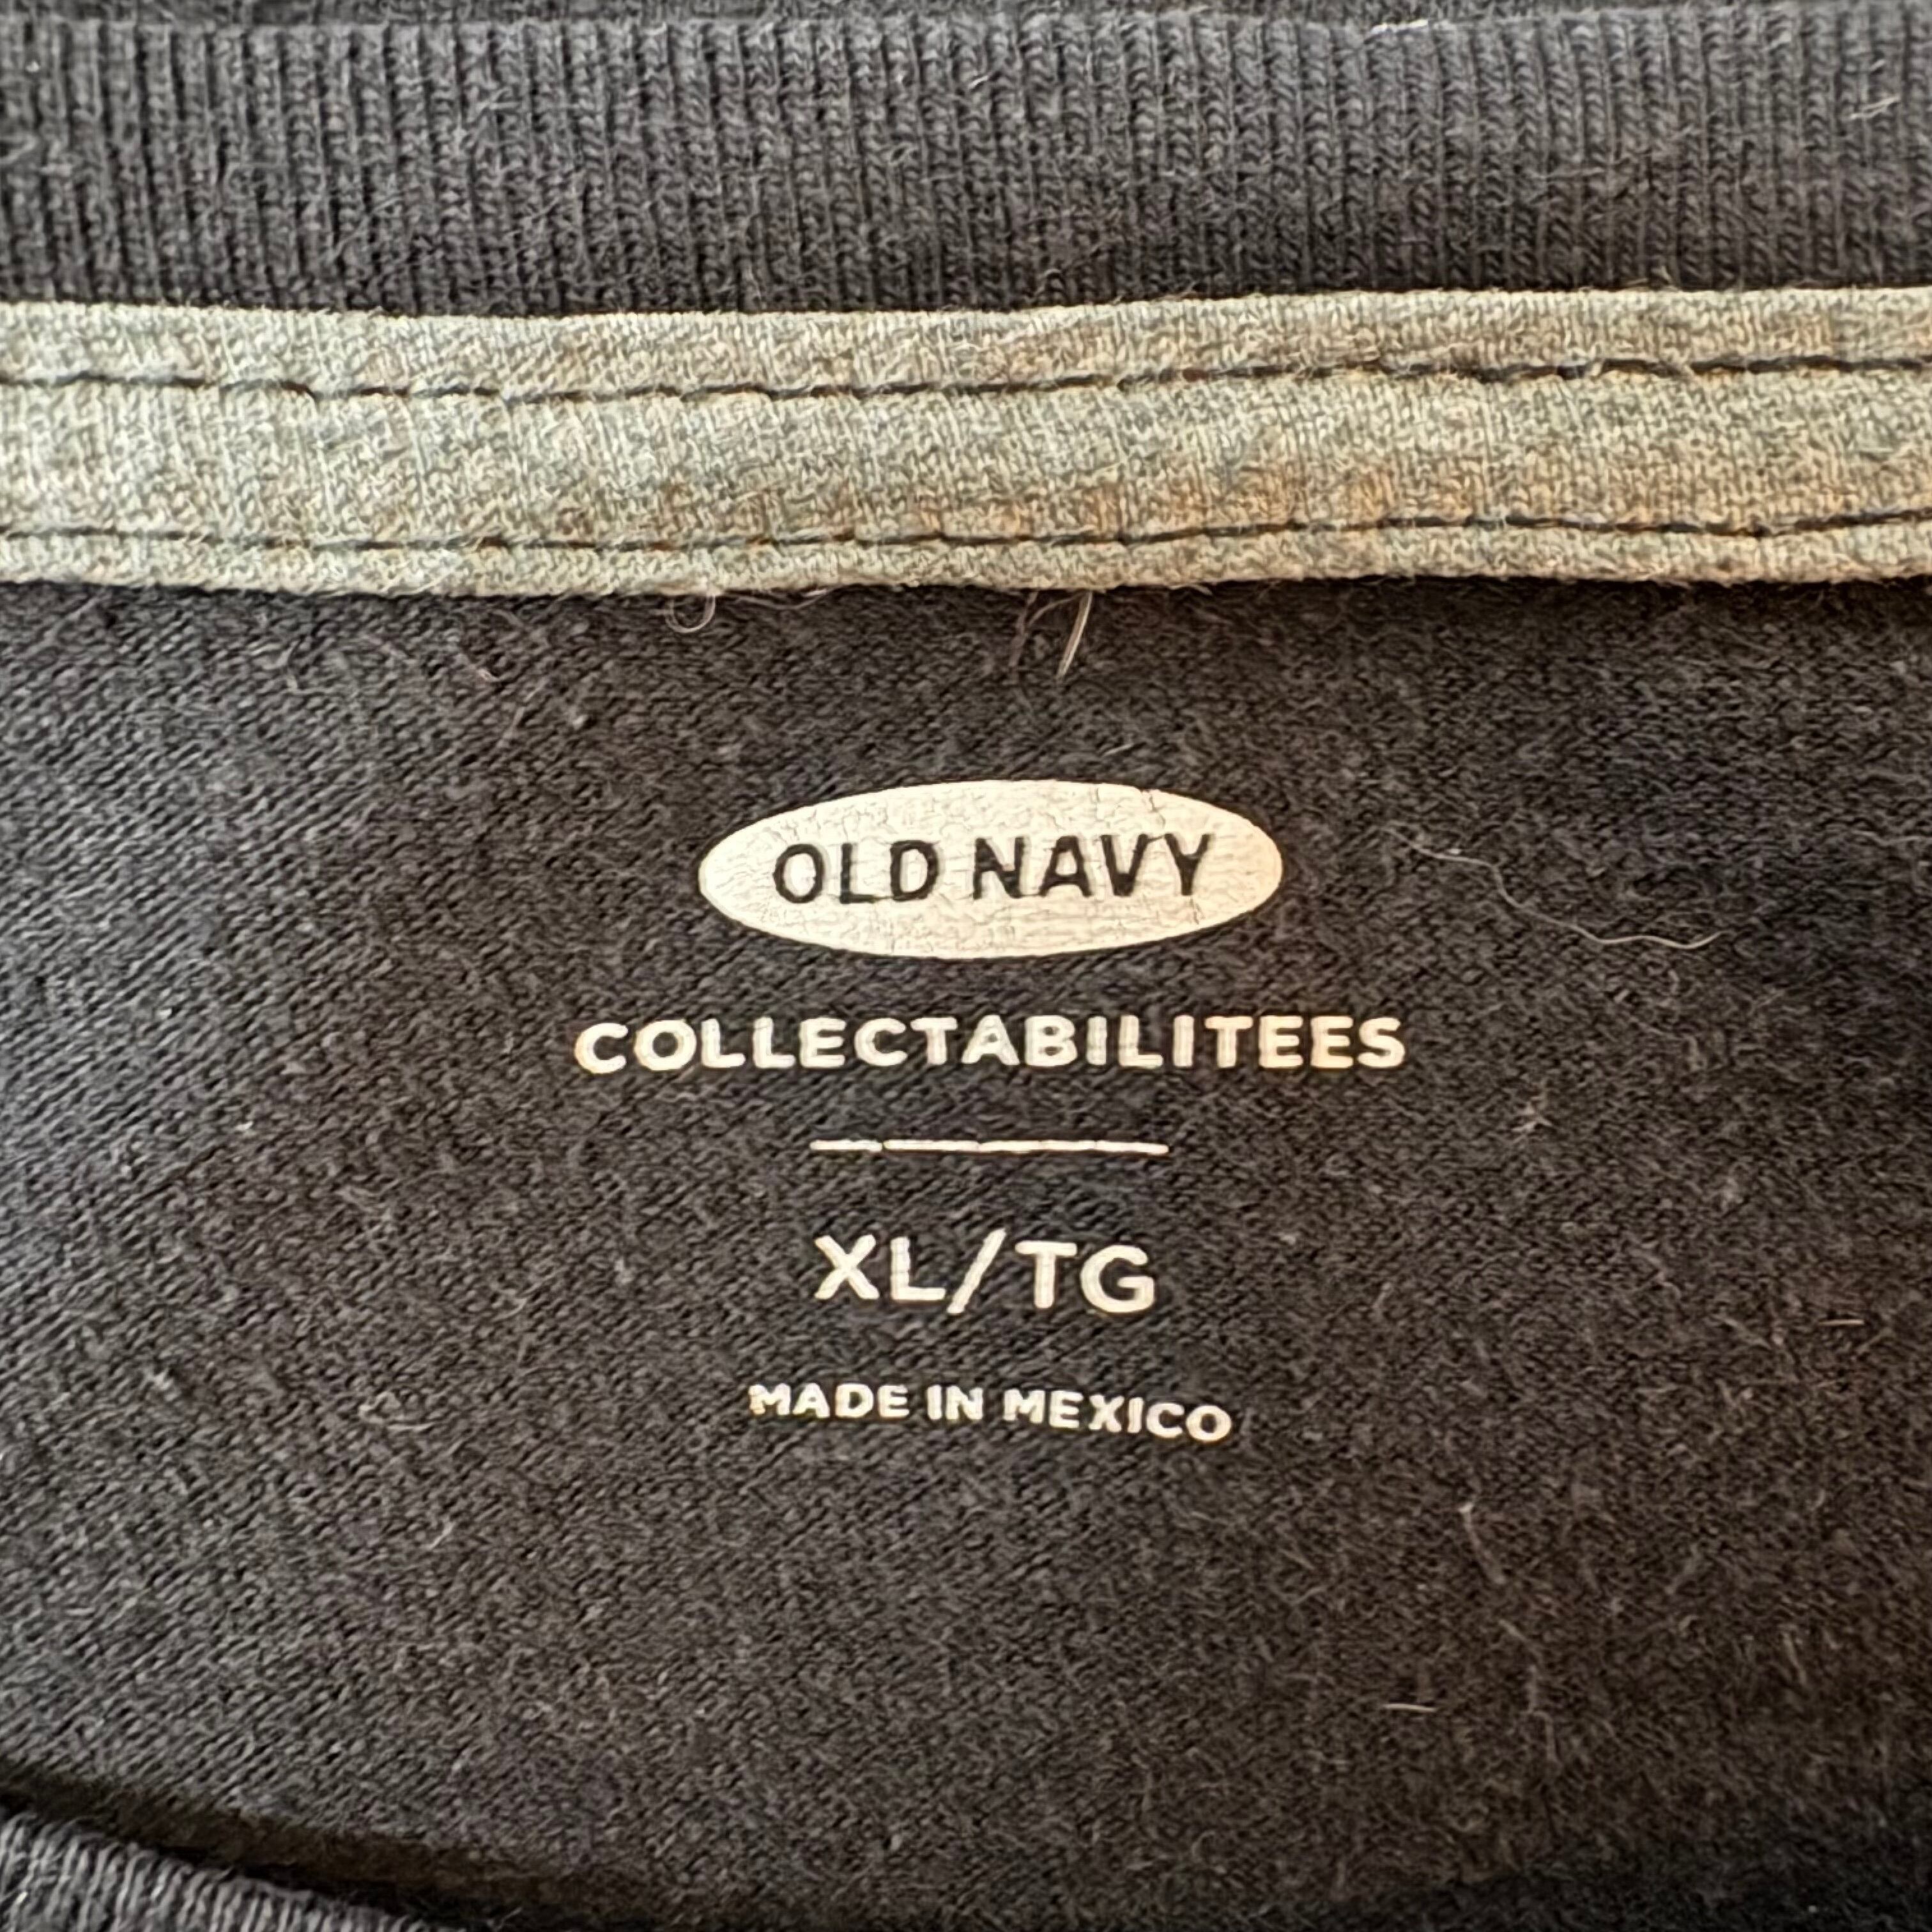 OLD NAVY
COLLECTABILITEES
XL/TG
MADE IN MEXICO